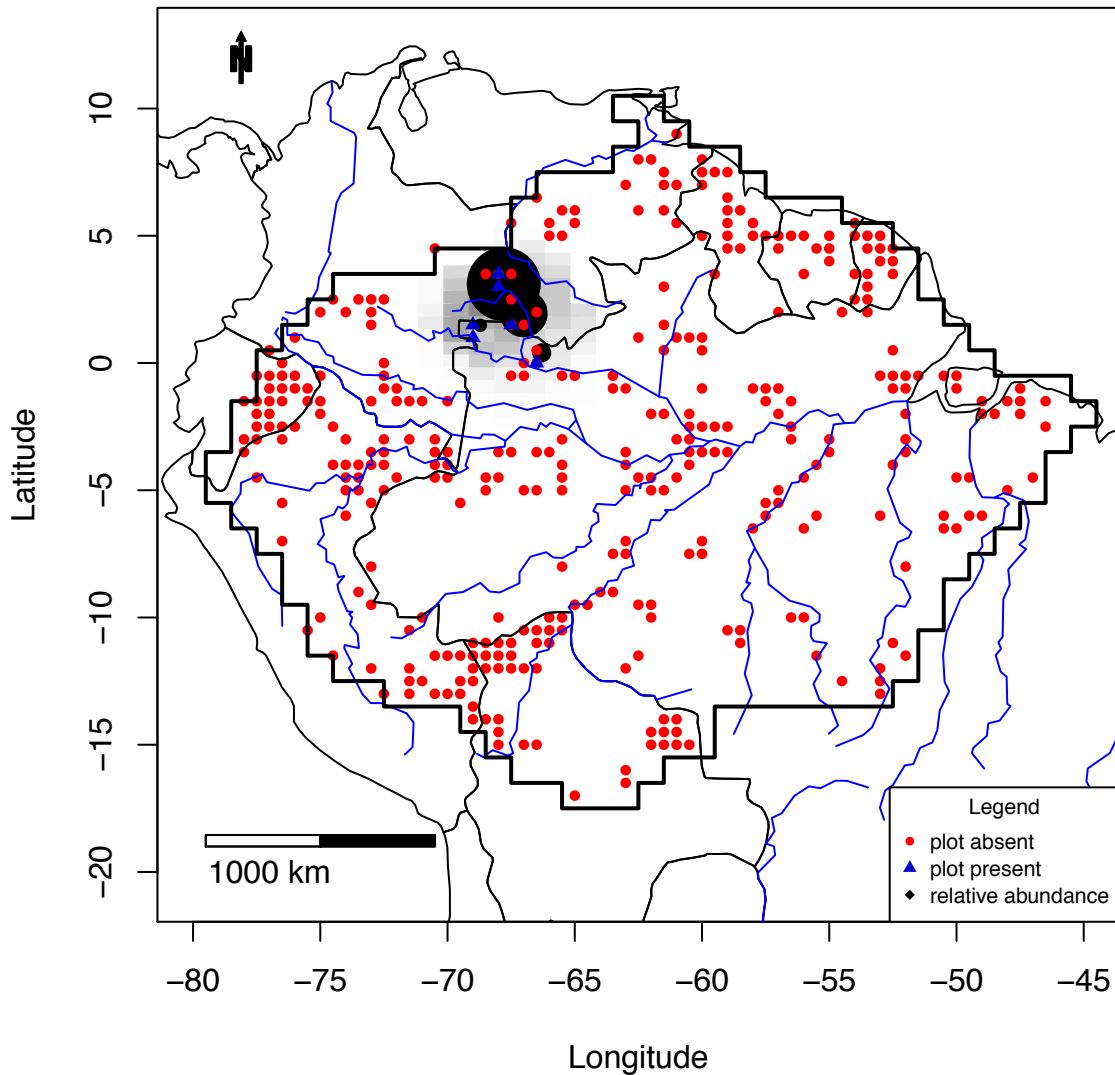 N
10
5
0
−5
−10
−15
−20
Latitude
1000 km
Legend
plot absent
plot present
relative abundance
−80 −75 −70 −65 −60 −55 −50 −45
Longitude